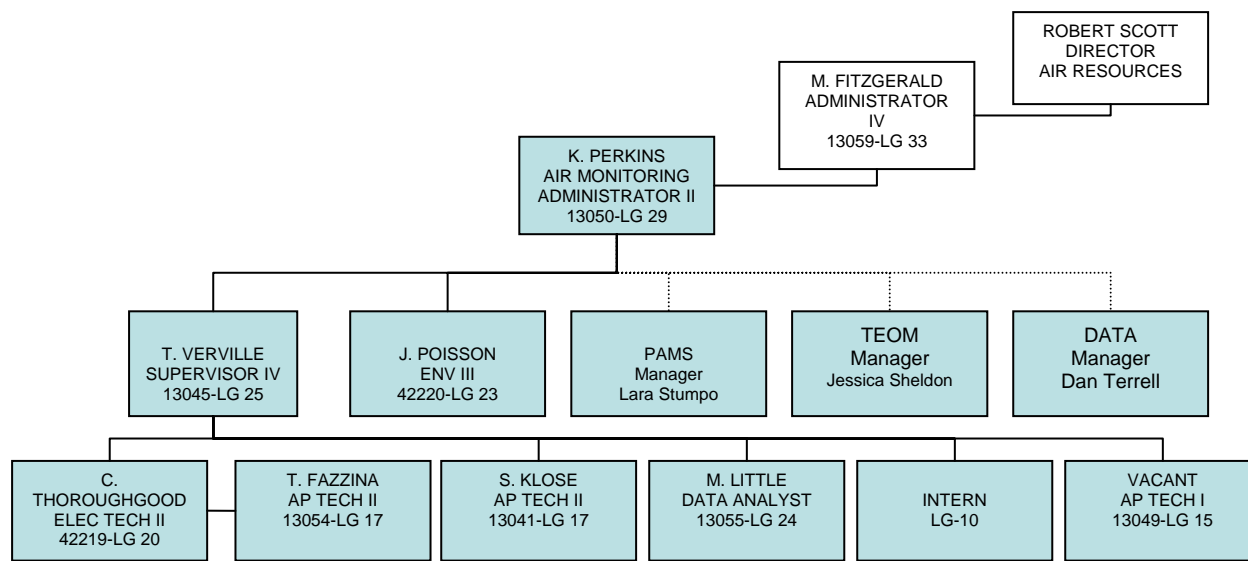 ROBERT SCOTT
DIRECTOR
AIR RESOURCES
M. FITZGERALD
ADMINISTRATOR
IV
13059-LG 33
K. PERKINS
AIR MONITORING
ADMINISTRATOR II
13050-LG 29
T. VERVILLE
SUPERVISOR IV
13045-LG 25
J. POISSON
ENV III
42220-LG 23
PAMS
Manager
Lara Stumpo
TEOM
Manager
Jessica Sheldon
DATA
Manager
Dan Terrell
C.
THOROUGHGOOD
ELEC TECH II
42219-LG 20
T. FAZZINA
AP TECH II
13054-LG 17
S. KLOSE
AP TECH II
13041-LG 17
M. LITTLE
DATA ANALYST
13055-LG 24
INTERN
LG-10
VACANT
AP TECH I
13049-LG 15